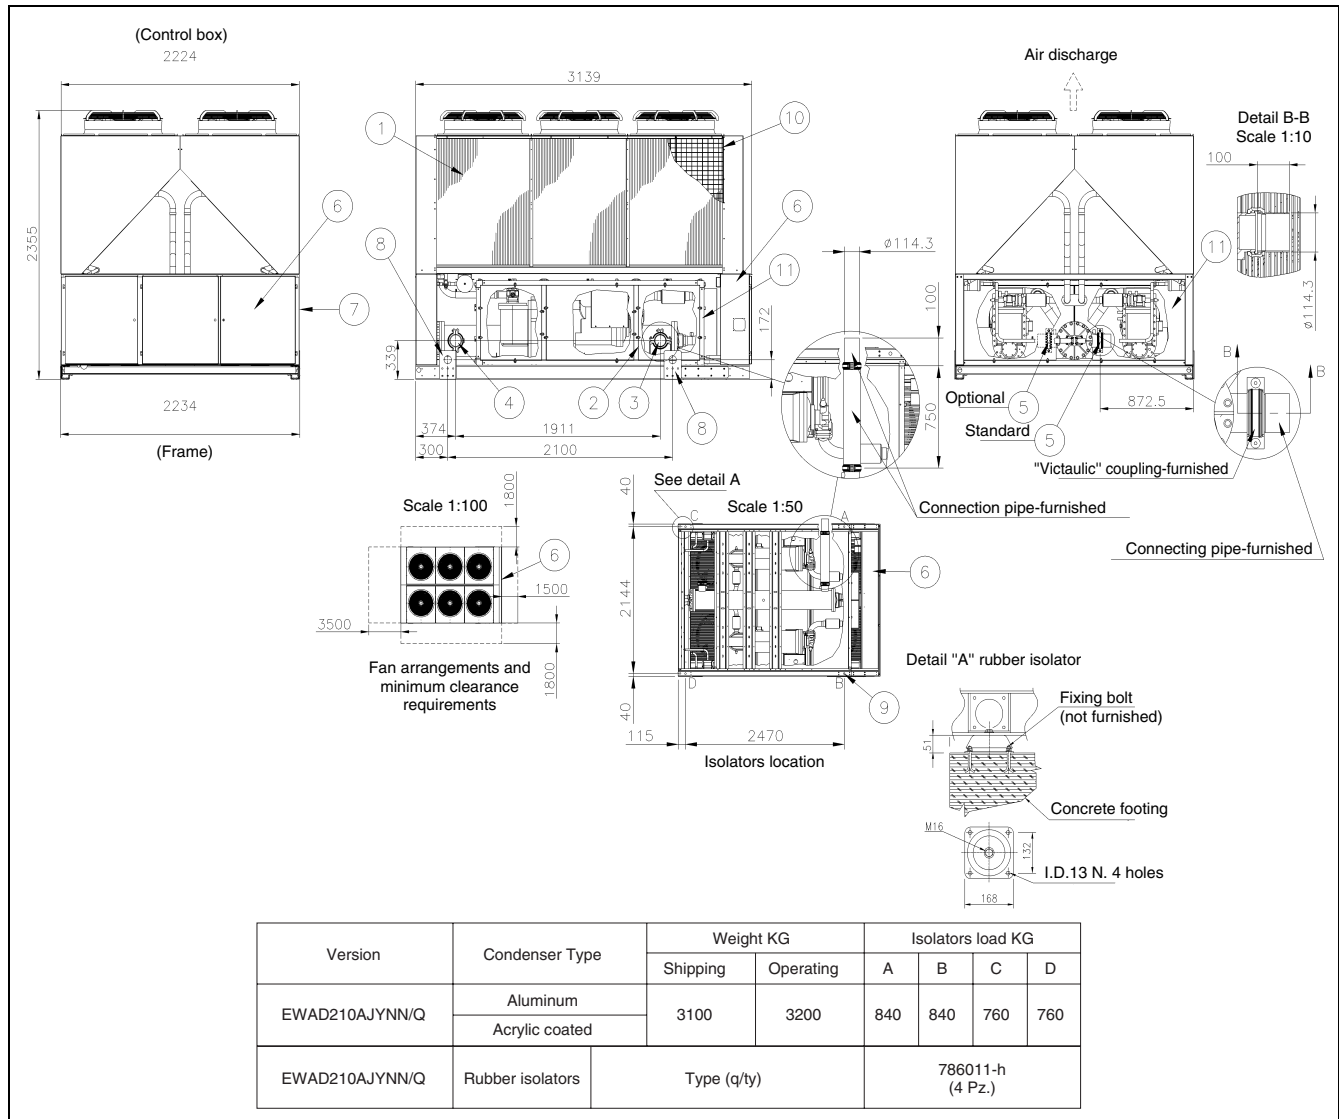 (Control box)
2224
2355
6
7
2234
(Frame)
3139
1
10
8
6
11
172
339
4
2
3
8
374
1911
300
2100
ø114.3
100
750
Connection pipe-furnished
Air discharge
Detail B-B
Scale 1:10
100
ø114.3
11
B
B
Optional
5
Standard
5
872.5
"Victaulic" coupling-furnished
Connecting pipe-furnished
Scale 1:100
1800
6
1500
3500
1800
Fan arrangements and
minimum clearance
requirements
See detail A
Scale 1:50
40
C
A
6
2144
D
B
9
40
115
2470
Isolators location
Detail "A" rubber isolator
Fixing bolt
(not furnished)
51
Concrete footing
M16
132
I.D.13 N. 4 holes
168
Version
Condenser Type
Weight KG
Isolators load KG
Shipping
Operating
A
B
C
D
EWAD210AJYNN/Q
Aluminum
Acrylic coated
3100
3200
840
840
760
760
EWAD210AJYNN/Q
Rubber isolators
Type (q/ty)
786011-h
(4 Pz.)